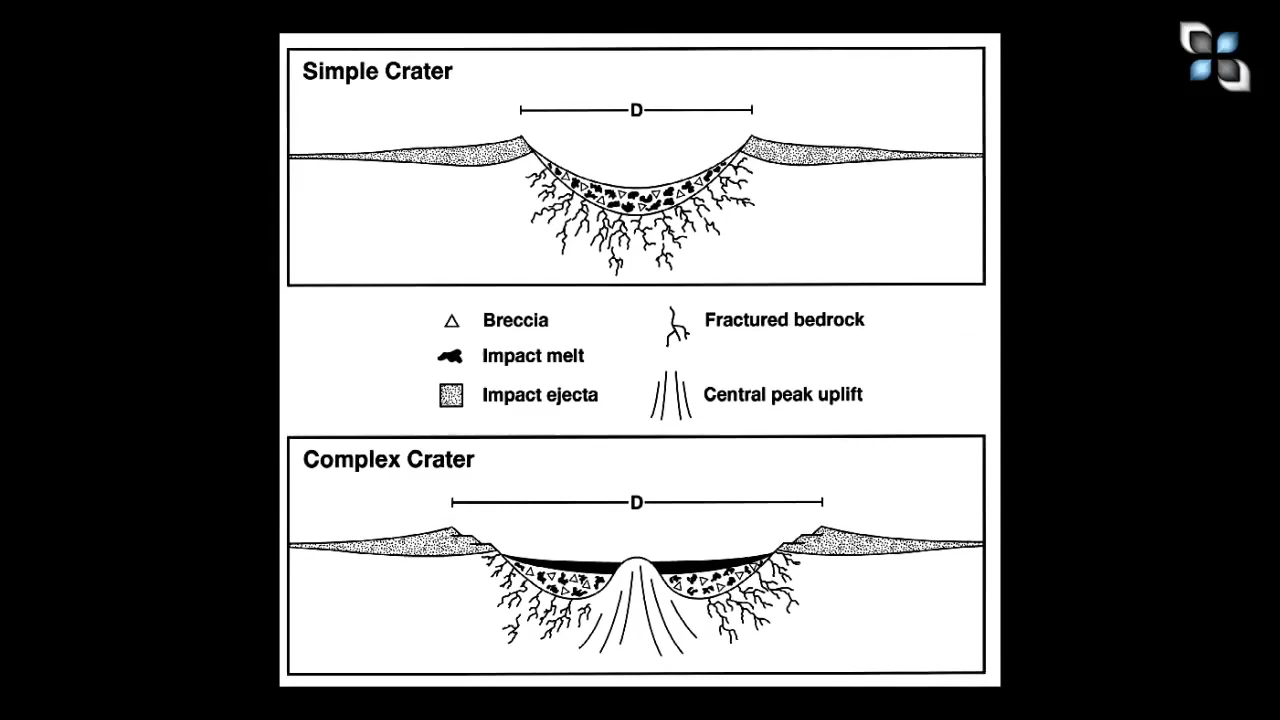 Simple Crater
D
Breccia
Fractured bedrock
Impact melt
Impact ejecta
Central peak uplift
Complex Crater
D